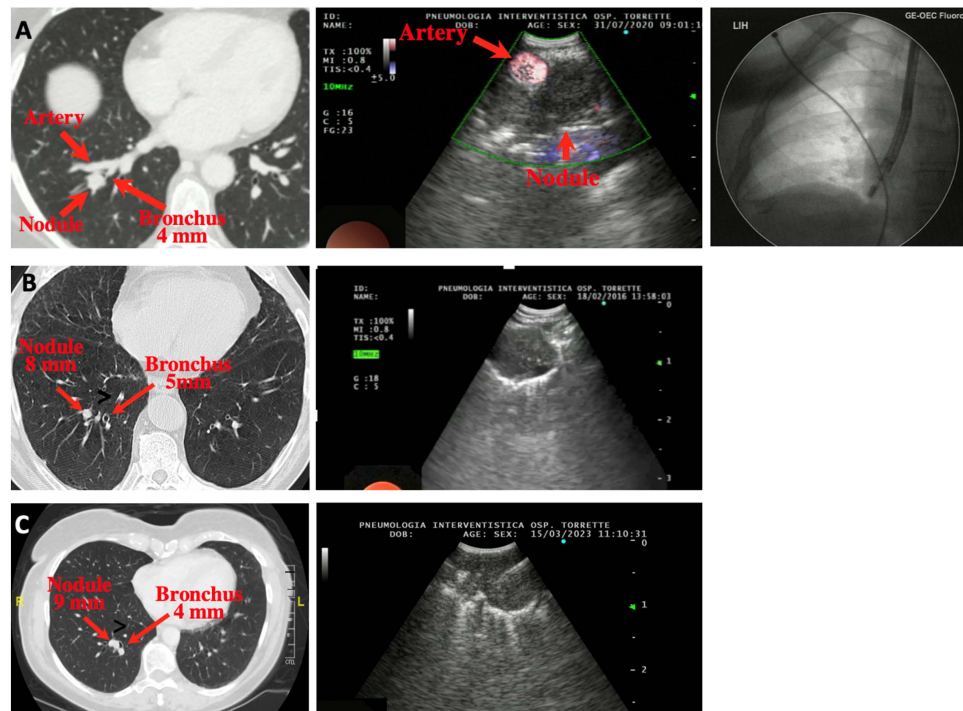 A
Artery
Nodule
Bronchus
4 mm
ID: PNEUMOLOGIA INTERVENTISTICA OSP. TORRETTE
NAME: DOB: AGE: SEX: 31/07/2020 09:01:1
Artery
TX :100%
MI : 0.8
TIS:<0.4
±5.0
10MHz
G :16
C : 5
FG:23
Nodule
GE-OEC Fluoro
LIH
B
Nodule
8 mm
Bronchus
5mm
>
ID: PNEUMOLOGIA INTERVENTISTICA OSP. TORRETTE
NAME: DOB: AGE: SEX: 18/02/2016 13:58:03
TX :100%
MI : 0.8
TIS:<0.4
10MHz
G :18
C : 5
0
1
2
3
C
Nodule
9 mm
Bronchus
4 mm
>
R
L
PNEUMOLOGIA INTERVENTISTICA OSP. TORRETTE
DOB: AGE: SEX: 15/03/2023 11:10:31
0
1
2